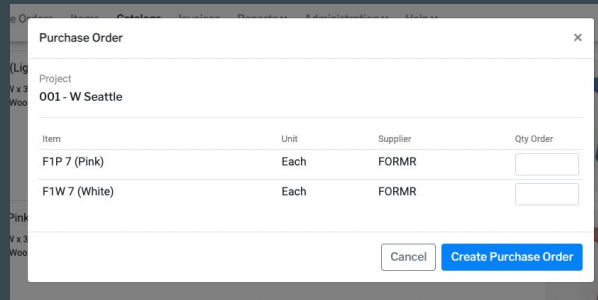 Purchase Order ×
Project
001 - W Seattle
Item Unit Supplier Qty Order
F1P 7 (Pink) Each FORMR
F1W 7 (White) Each FORMR
Cancel Create Purchase Order